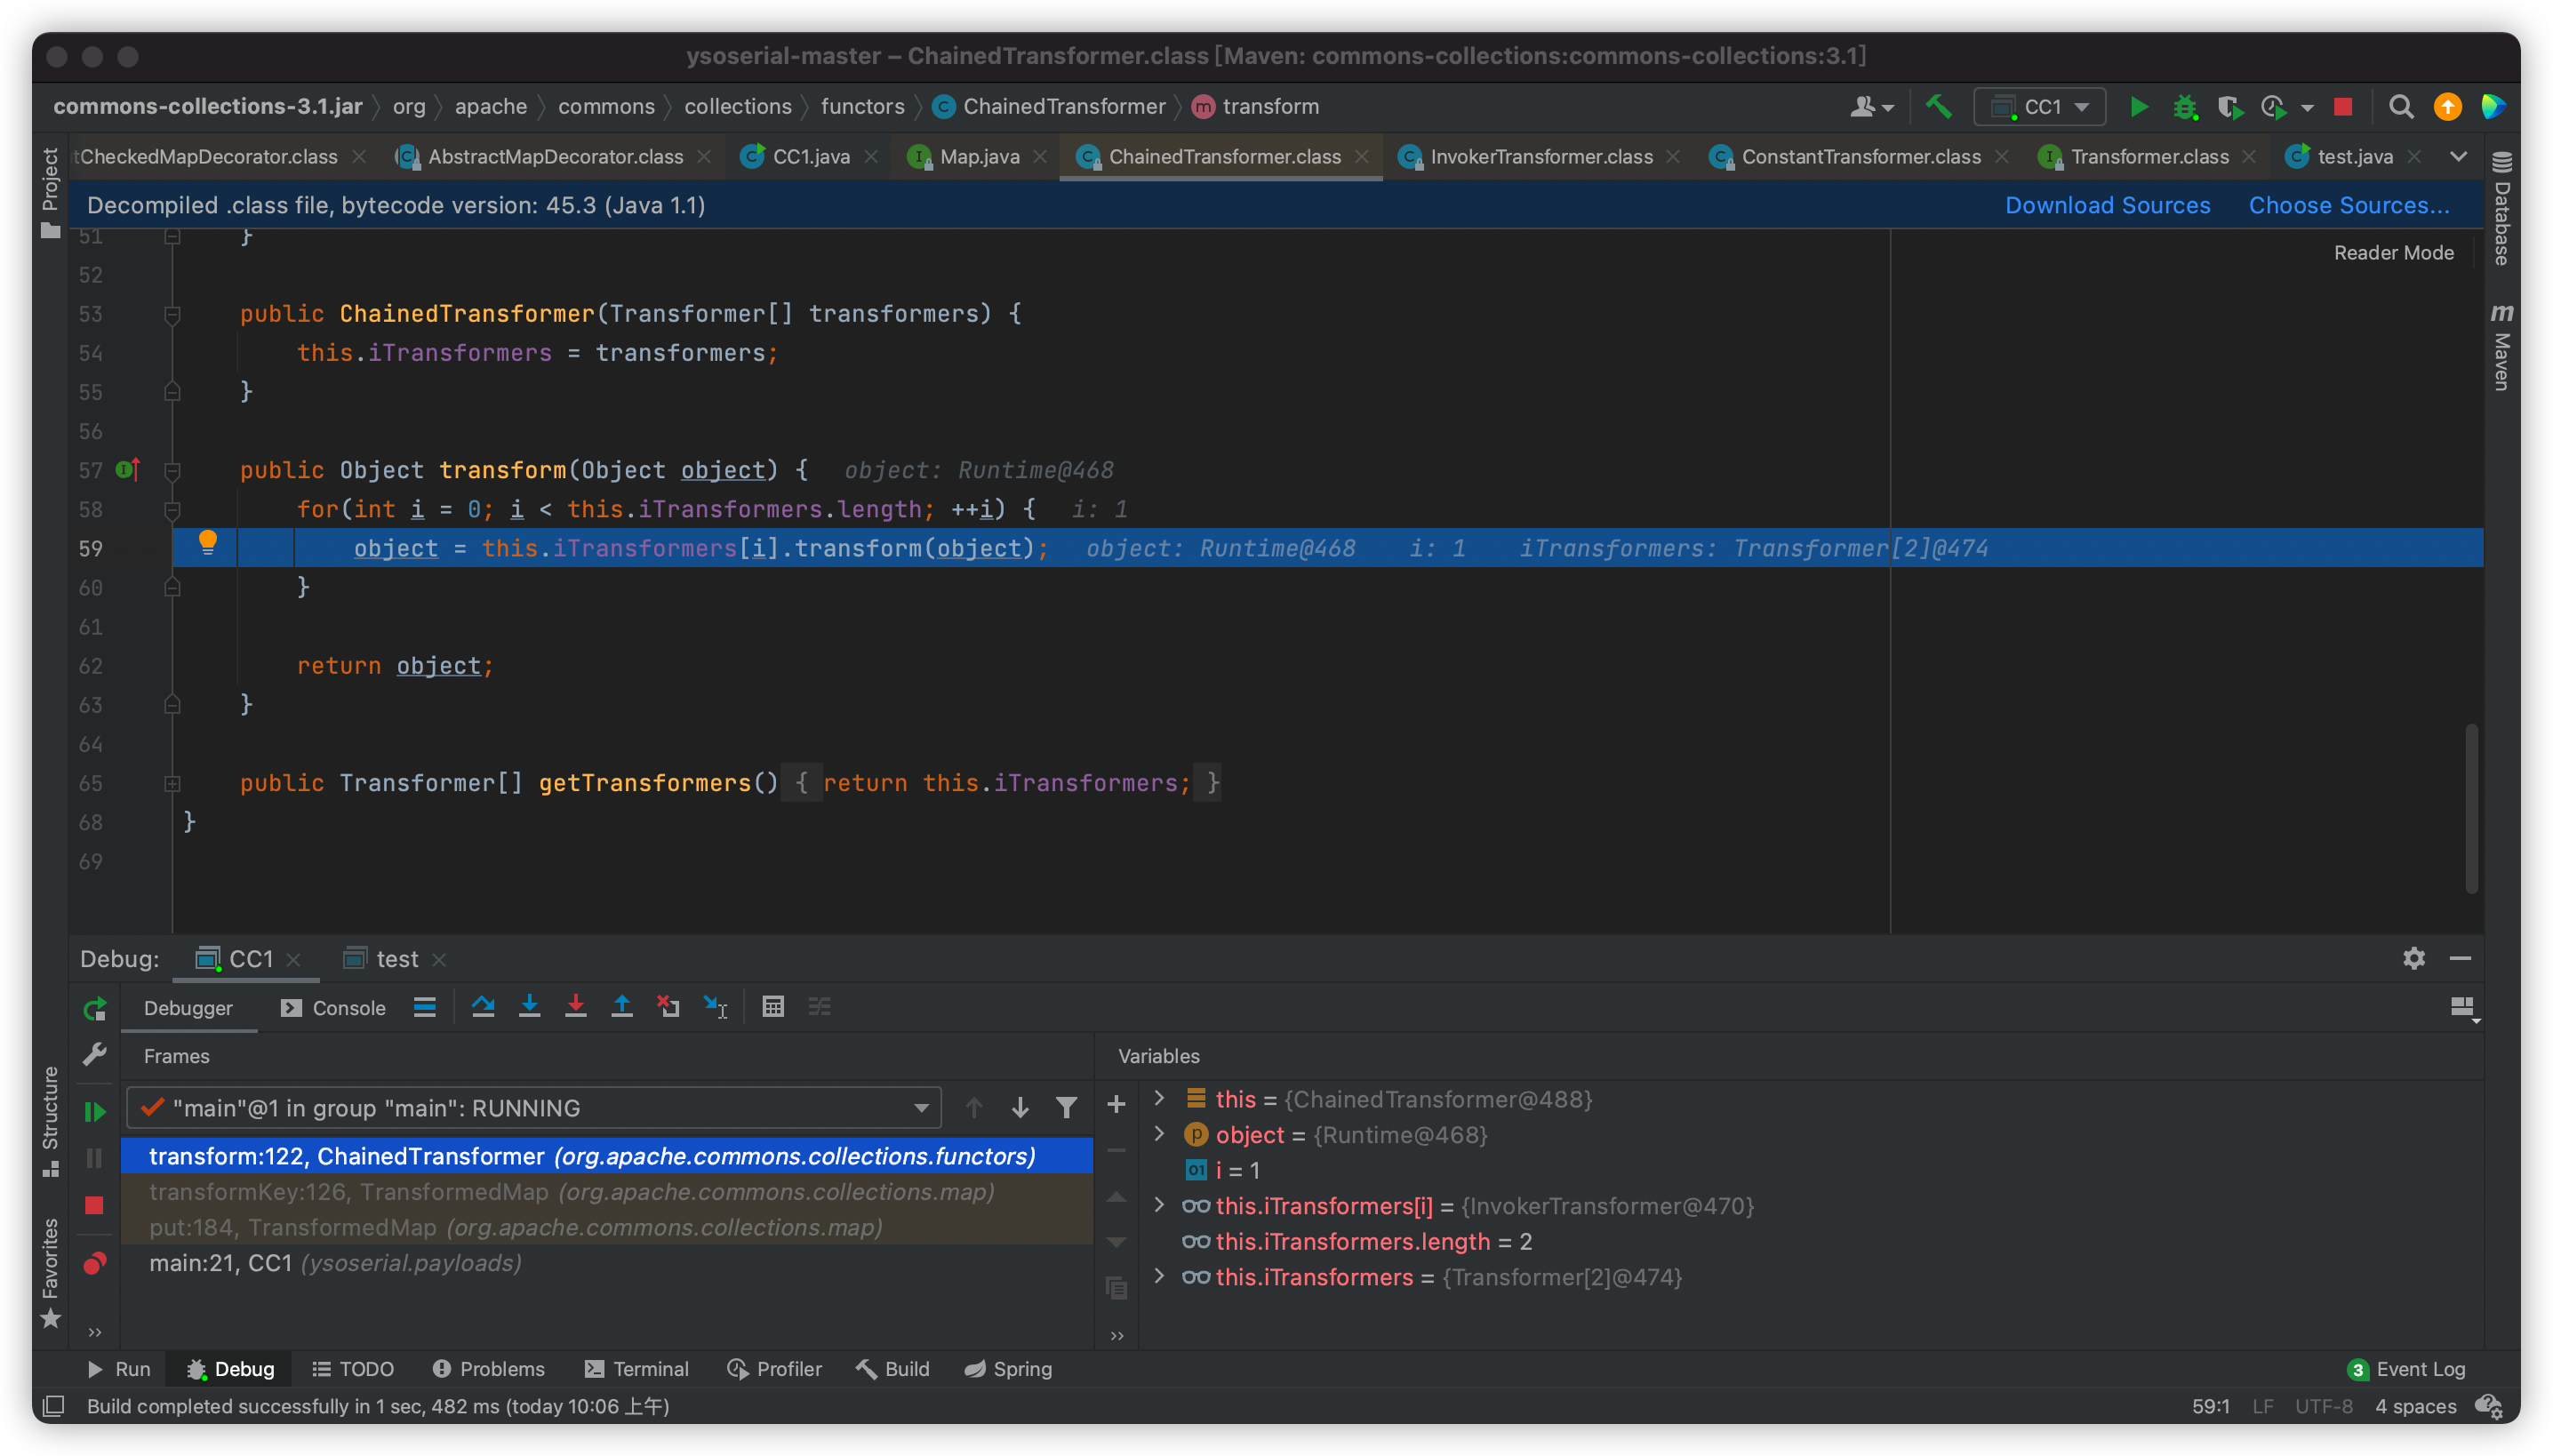 ysoserial-master – ChainedTransformer.class [Maven: commons-collections:commons-collections:3.1]
commons-collections-3.1.jar org apache commons collections functors ChainedTransformer transform CC1
tCheckedMapDecorator.class AbstractMapDecorator.class CC1.java Map.java ChainedTransformer.class InvokerTransformer.class ConstantTransformer.class Transformer.class test.java
Decompiled .class file, bytecode version: 45.3 (Java 1.1) Download Sources Choose Sources...
Reader Mode
51 }
52
53 public ChainedTransformer(Transformer[] transformers) {
54 this.iTransformers = transformers;
55 }
56
57 public Object transform(Object object) { object: Runtime@468
58 for(int i = 0; i < this.iTransformers.length; ++i) { i: 1
59 object = this.iTransformers[i].transform(object); object: Runtime@468 i: 1 iTransformers: Transformer[2]@474
60 }
61
62 return object;
63 }
64
65 public Transformer[] getTransformers() { return this.iTransformers; }
68 }
69
Project
Structure
Favorites
Database
Maven
Debug: CC1 test
Debugger Console
Frames
"main"@1 in group "main": RUNNING
transform:122, ChainedTransformer (org.apache.commons.collections.functors)
transformKey:126, TransformedMap (org.apache.commons.collections.map)
put:184, TransformedMap (org.apache.commons.collections.map)
main:21, CC1 (ysoserial.payloads)
Variables
this = {ChainedTransformer@488}
object = {Runtime@468}
i = 1
this.iTransformers[i] = {InvokerTransformer@470}
this.iTransformers.length = 2
this.iTransformers = {Transformer[2]@474}
Run Debug TODO Problems Terminal Profiler Build Spring 3 Event Log
Build completed successfully in 1 sec, 482 ms (today 10:06 上午) 59:1 LF UTF-8 4 spaces